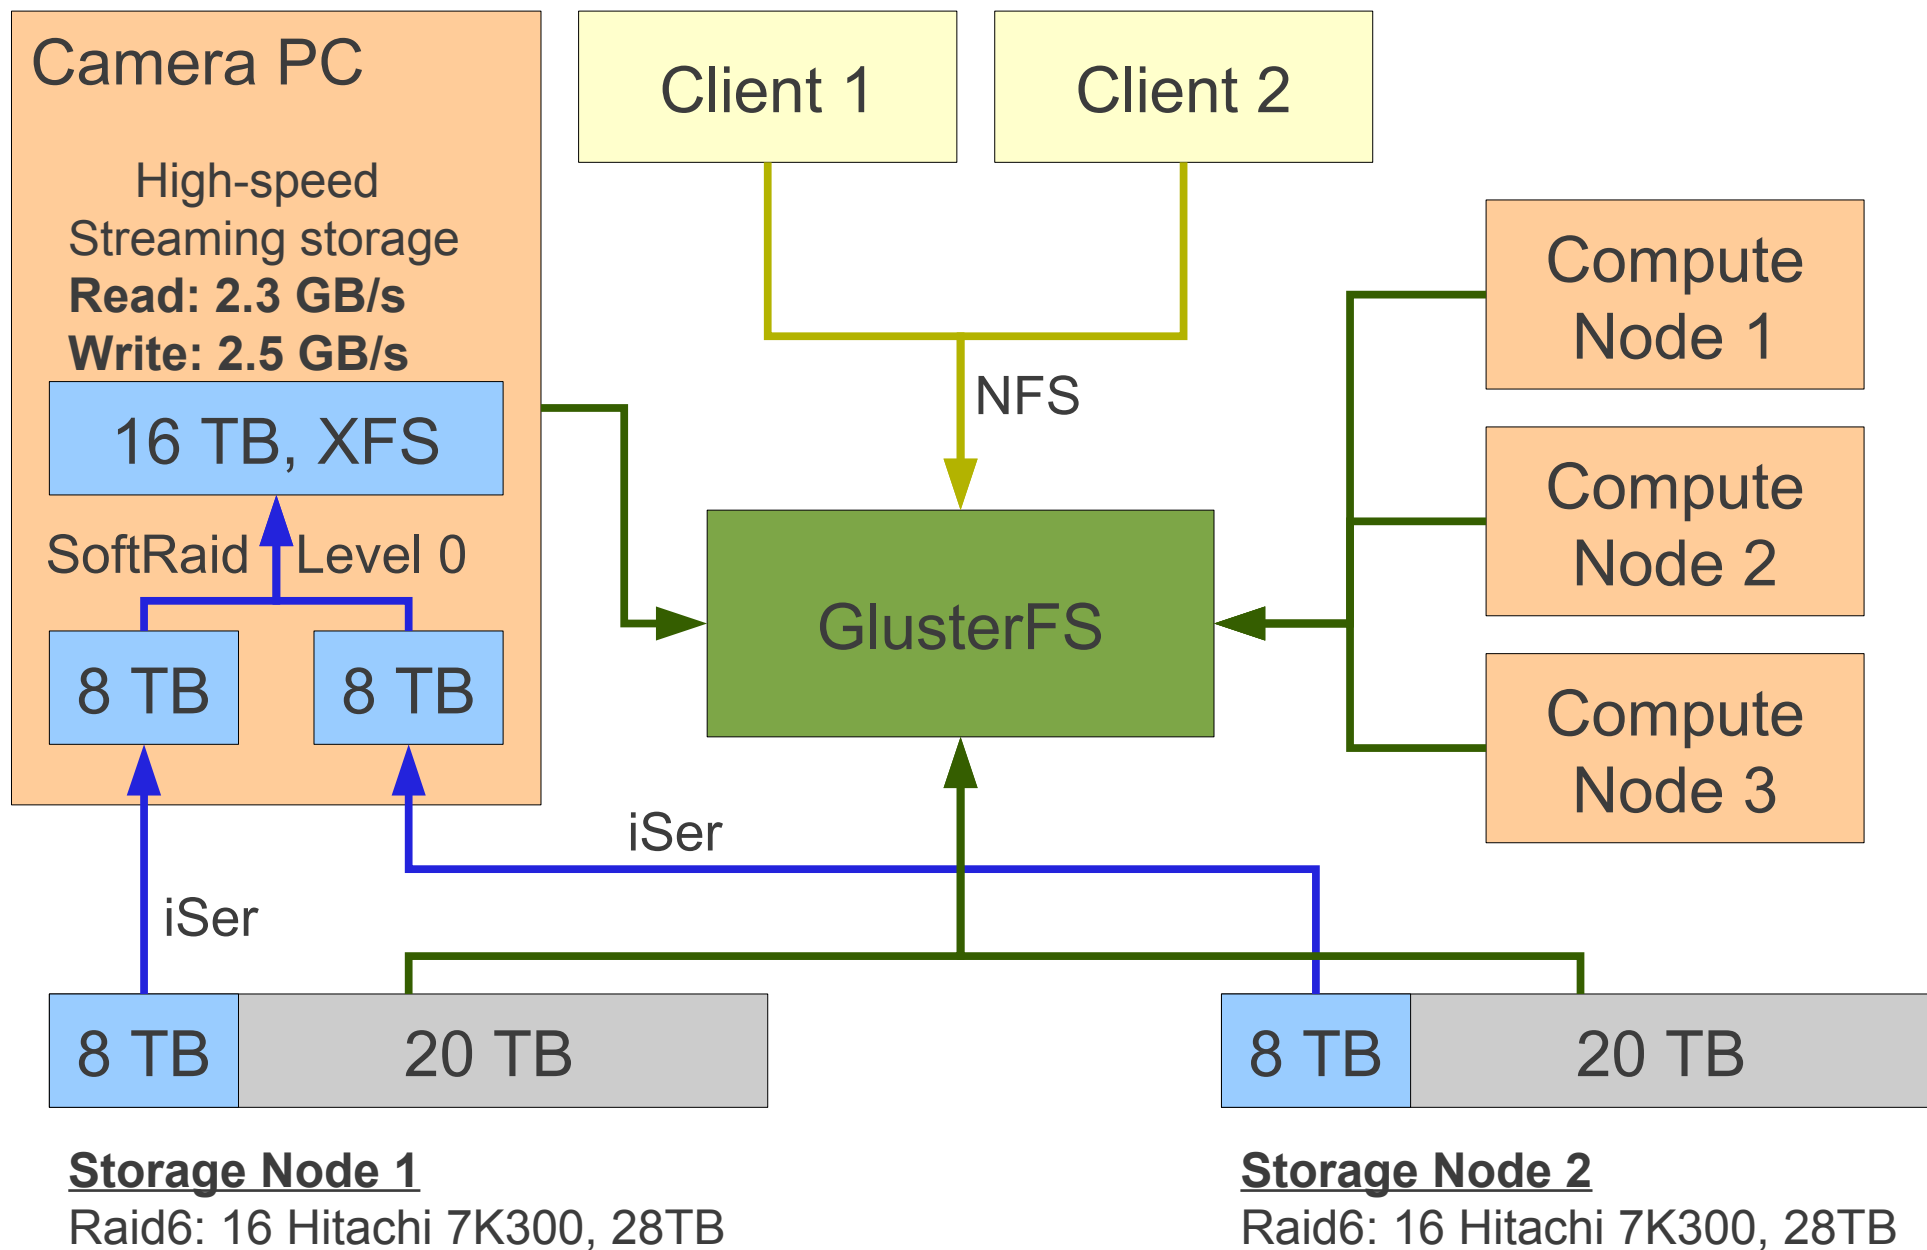 Camera PC
High-speed
Streaming storage
Read: 2.3 GB/s
Write: 2.5 GB/s
16 TB, XFS
SoftRaid Level 0
8 TB 8 TB
iSer
iSer
Client 1
Client 2
NFS
GlusterFS
Compute
Node 1
Compute
Node 2
Compute
Node 3
8 TB 20 TB
Storage Node 1
Raid6: 16 Hitachi 7K300, 28TB
8 TB 20 TB
Storage Node 2
Raid6: 16 Hitachi 7K300, 28TB